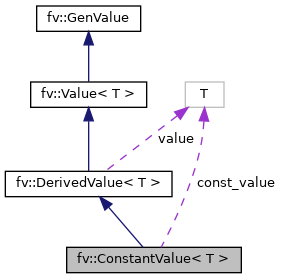 fv::GenValue
fv::Value< T >
T
value
fv::DerivedValue< T >
const_value
fv::ConstantValue< T >